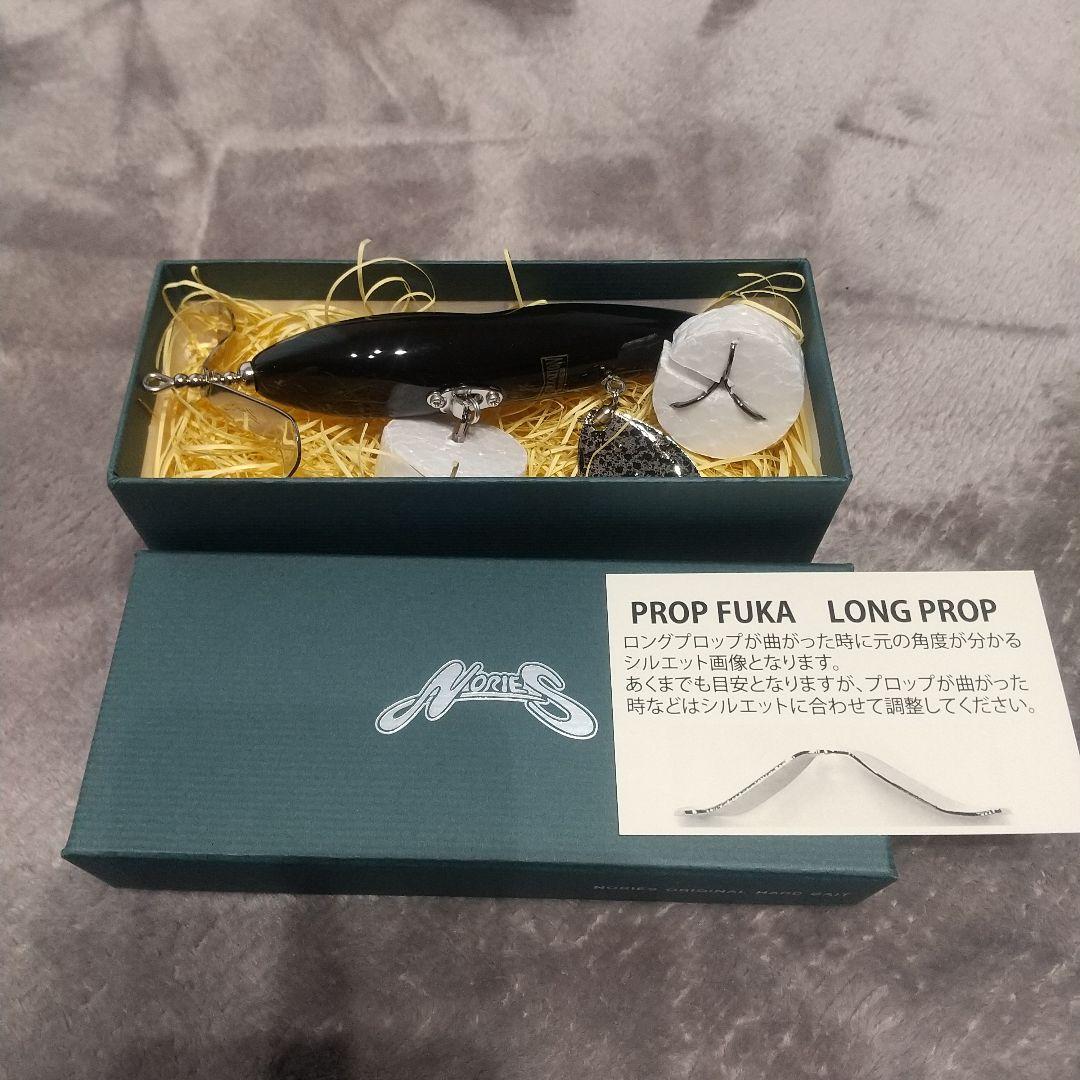 PROP FUKA LONG PROP
ロングプロップが曲がった時に元の角度が分かる
シルエット画像となります。
あくまでも目安となりますが、プロップが曲がった
時などはシルエットに合わせて調整してください。
NORIES
NORIES ORIGINAL HARD BAIT